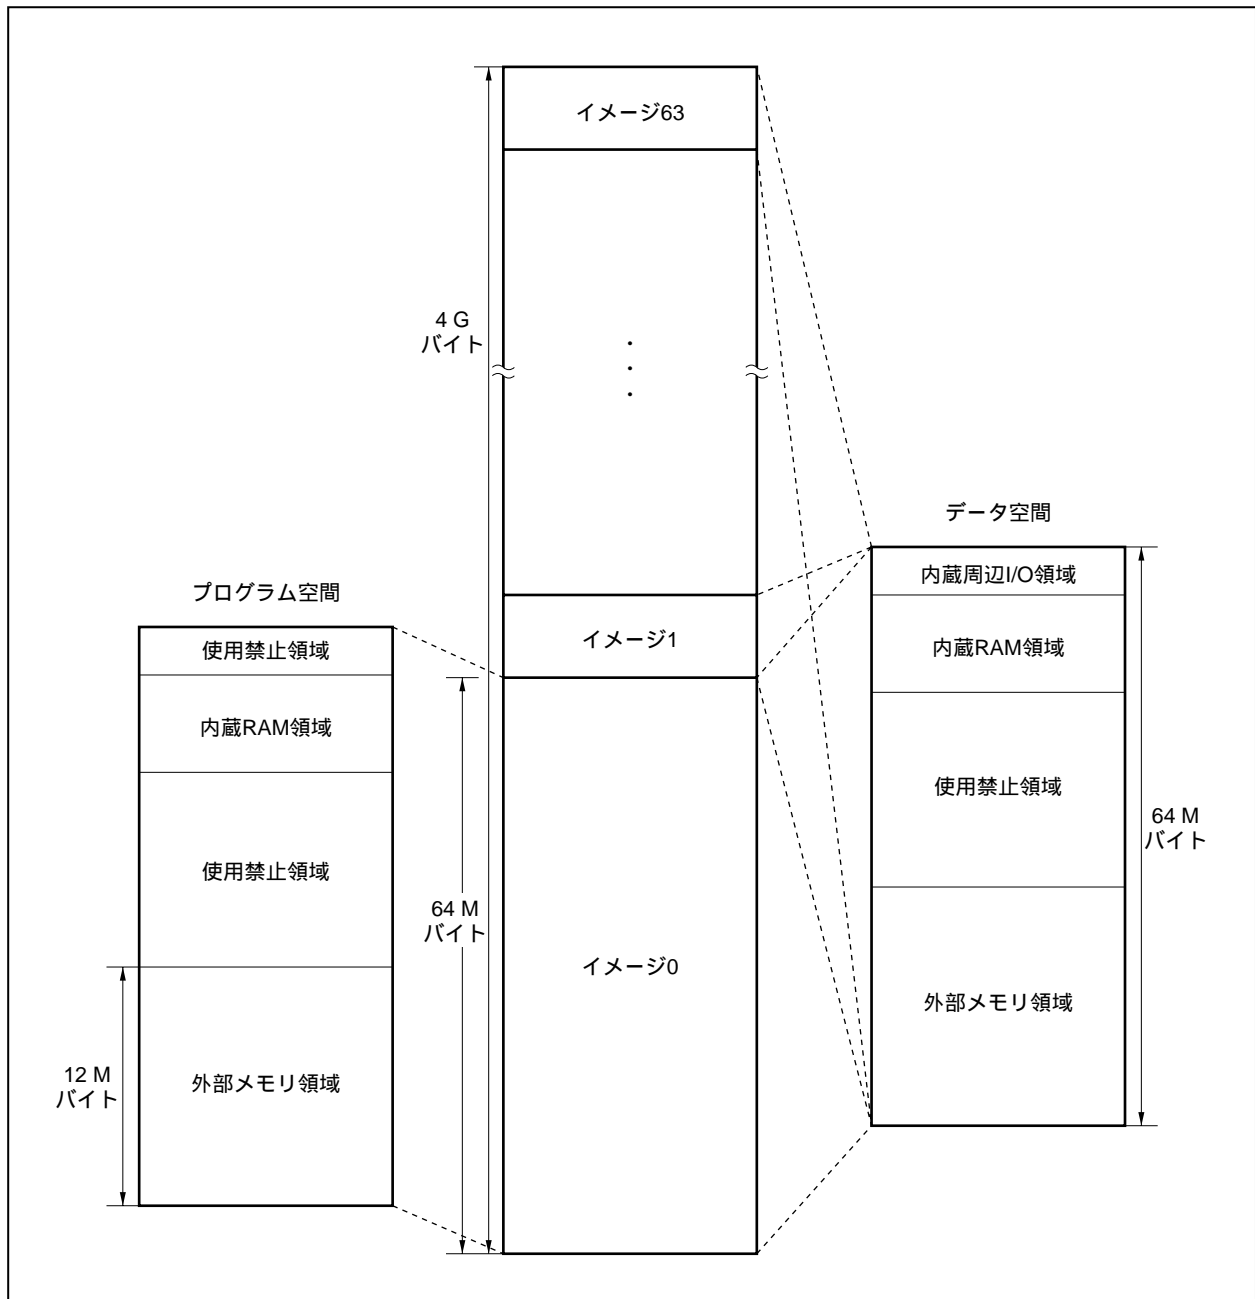 イメージ63
4 G
バイト
・
・
・
データ空間
内蔵周辺I/O領域
プログラム空間
イメージ1
使用禁止領域
内蔵RAM領域
内蔵RAM領域
使用禁止領域
64 M
バイト
使用禁止領域
64 M
バイト
イメージ0
外部メモリ領域
12 M
バイト
外部メモリ領域